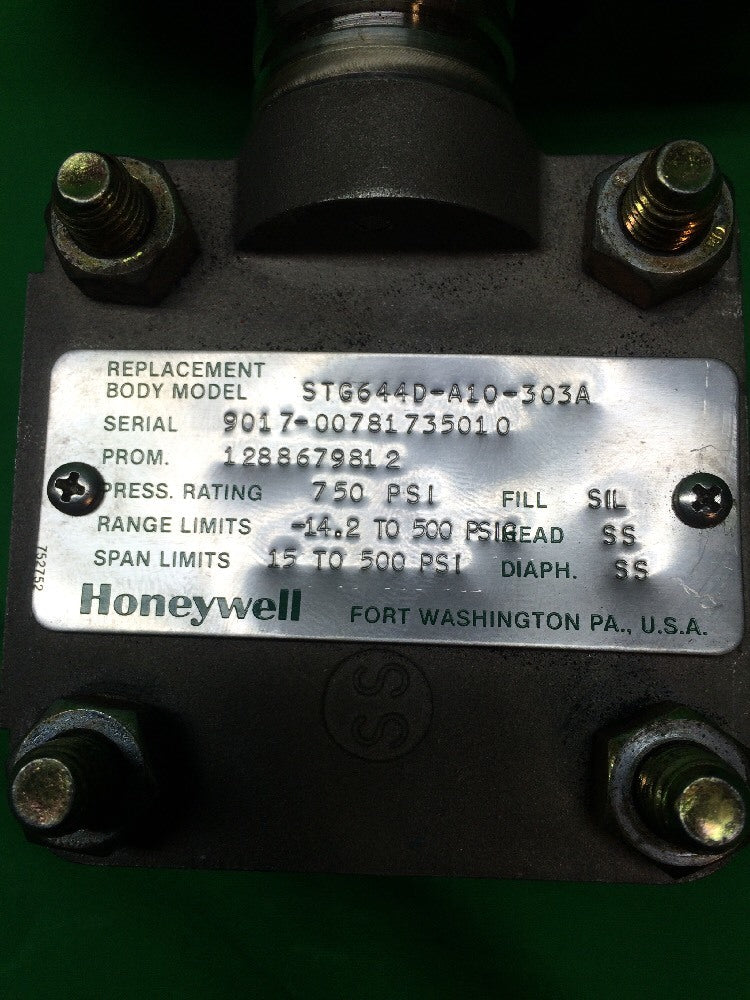 REPLACEMENT
BODY MODEL STG644D-A10-303A
SERIAL 9017-00781735010
PROM. 1288679812
PRESS. RATING 750 PSI FILL SIL
RANGE LIMITS -14.2 TO 500 PSIG HEAD SS
SPAN LIMITS 15 TO 500 PSI DIAPH. SS
752752
Honeywell FORT WASHINGTON PA., U.S.A.
SS